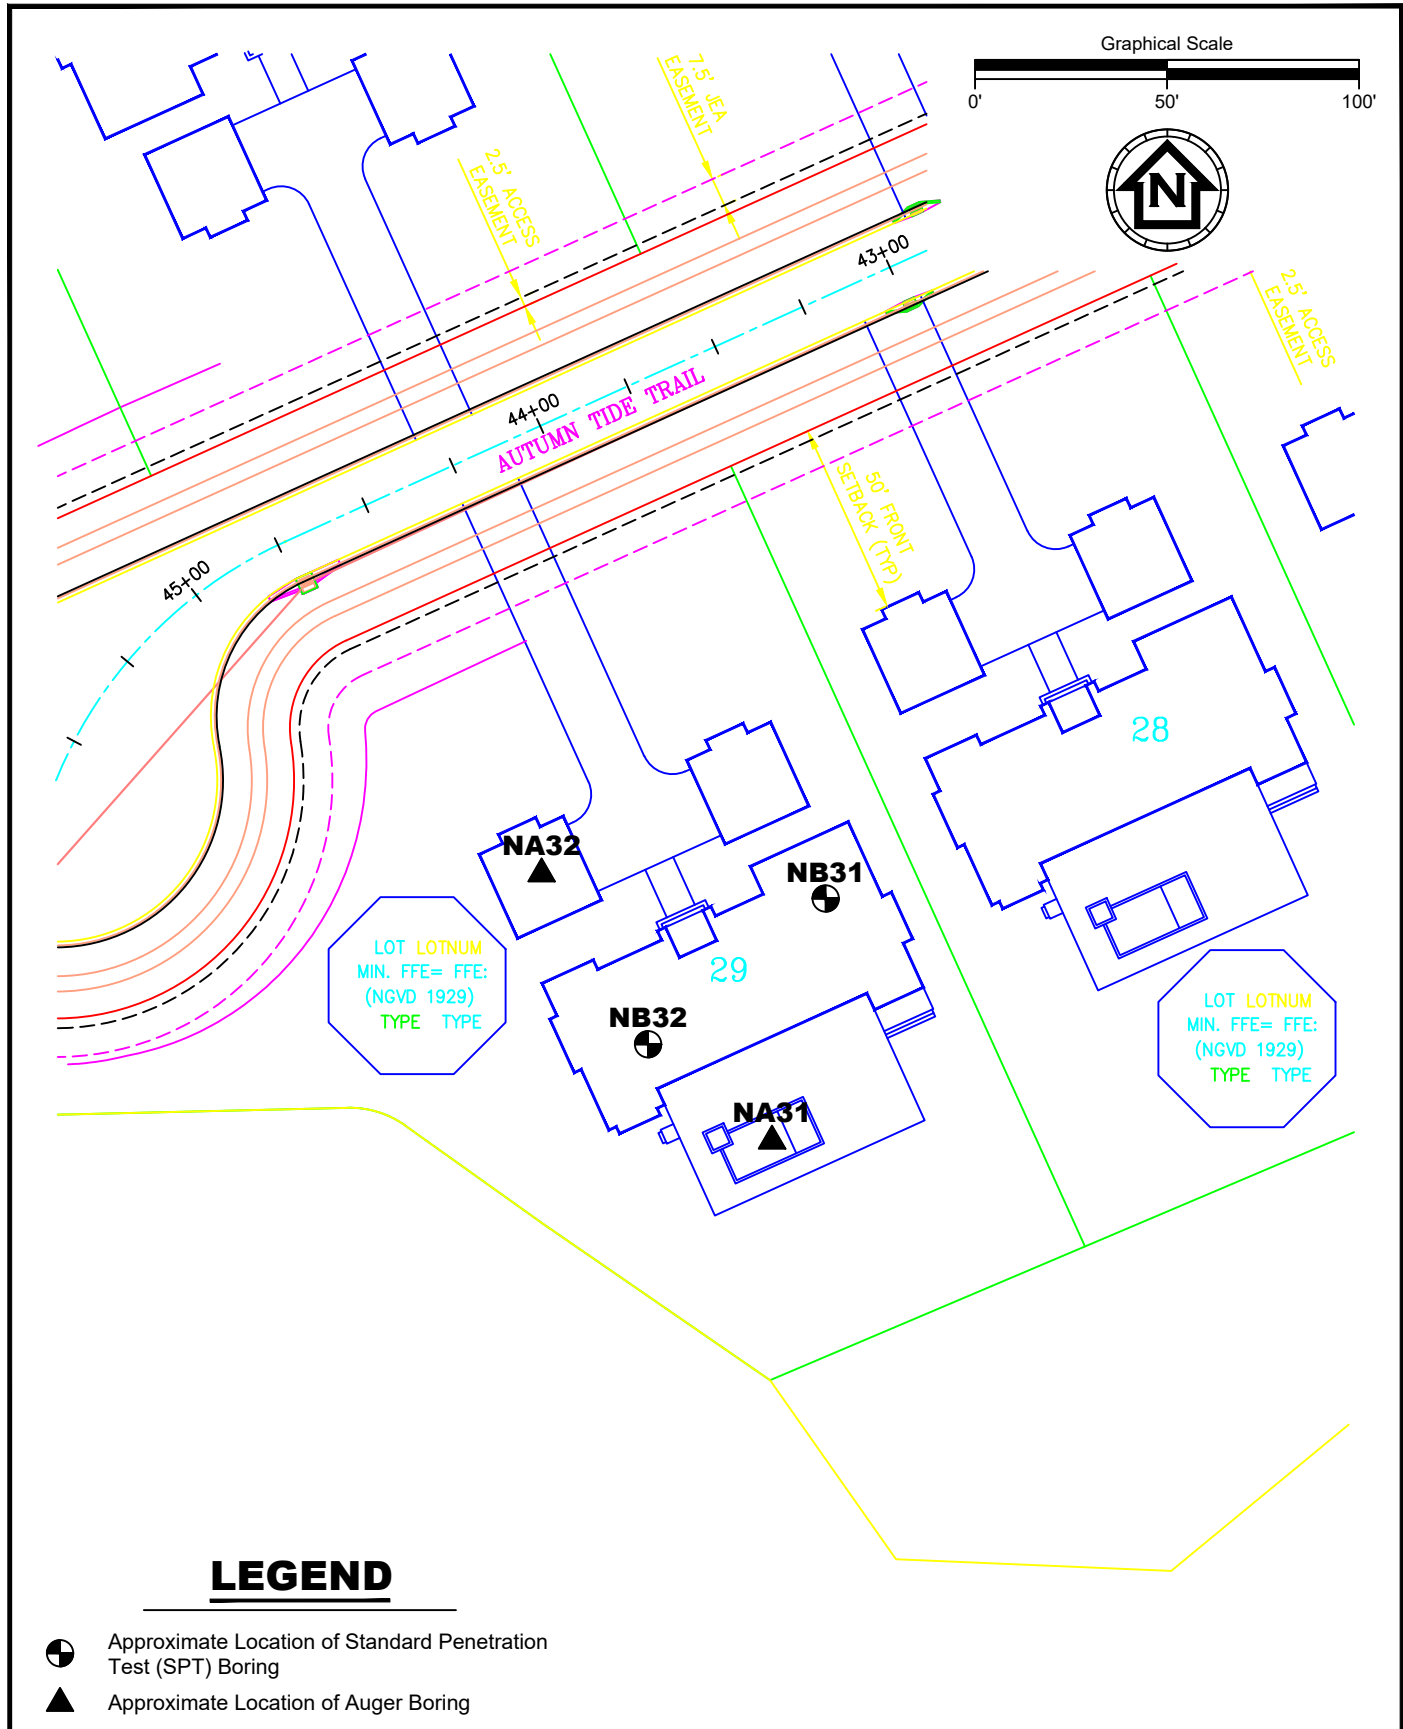 Graphical Scale
0' 50' 100'
N
7.5' JEA
EASEMENT
2.5' ACCESS
EASEMENT
43+00
2.5' ACCESS
EASEMENT
44+00
AUTUMN TIDE TRAIL
45+00
50' FRONT
SETBACK (TYP)
28
NA32
NB31
29
LOT LOTNUM
MIN. FFE= FFE:
(NGVD 1929)
TYPE TYPE
NB32
LOT LOTNUM
MIN. FFE= FFE:
(NGVD 1929)
TYPE TYPE
NA31
LEGEND
Approximate Location of Standard Penetration
Test (SPT) Boring
Approximate Location of Auger Boring